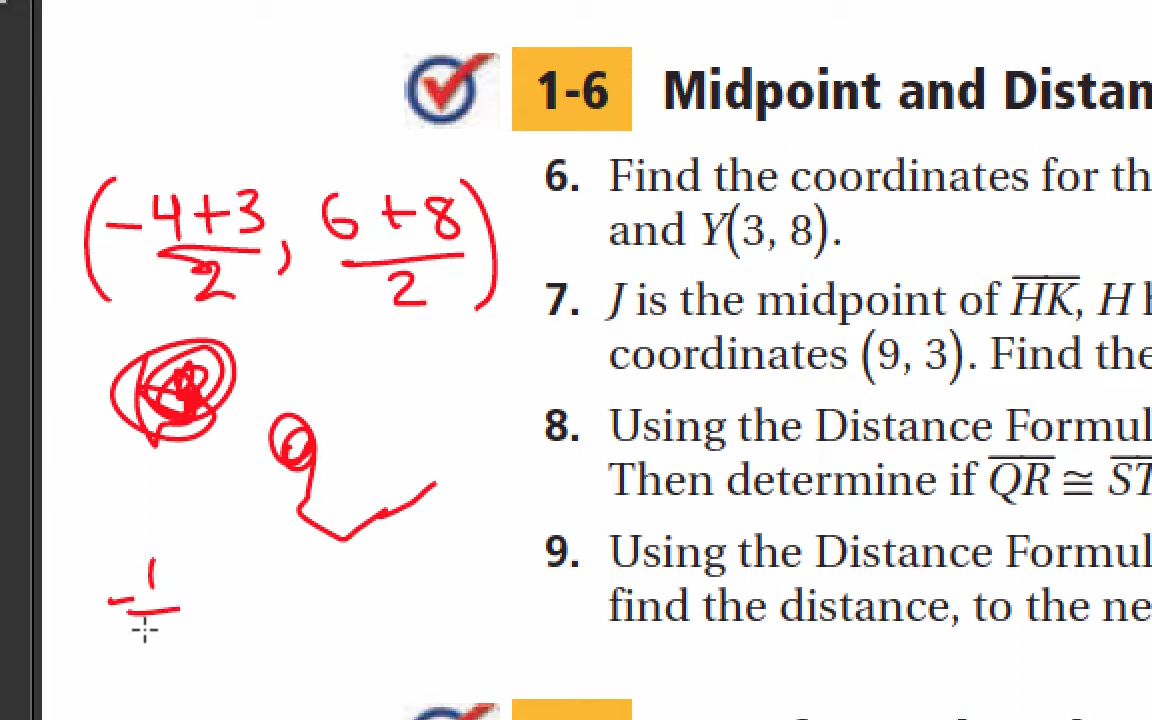 1-6 Midpoint and Distan
6. Find the coordinates for th
and Y(3, 8).
7. J is the midpoint of HK, H h
coordinates (9, 3). Find the
8. Using the Distance Formul
Then determine if QR ≅ ST
9. Using the Distance Formul
find the distance, to the ne
(-4+3/2, 6+8/2)
-1/